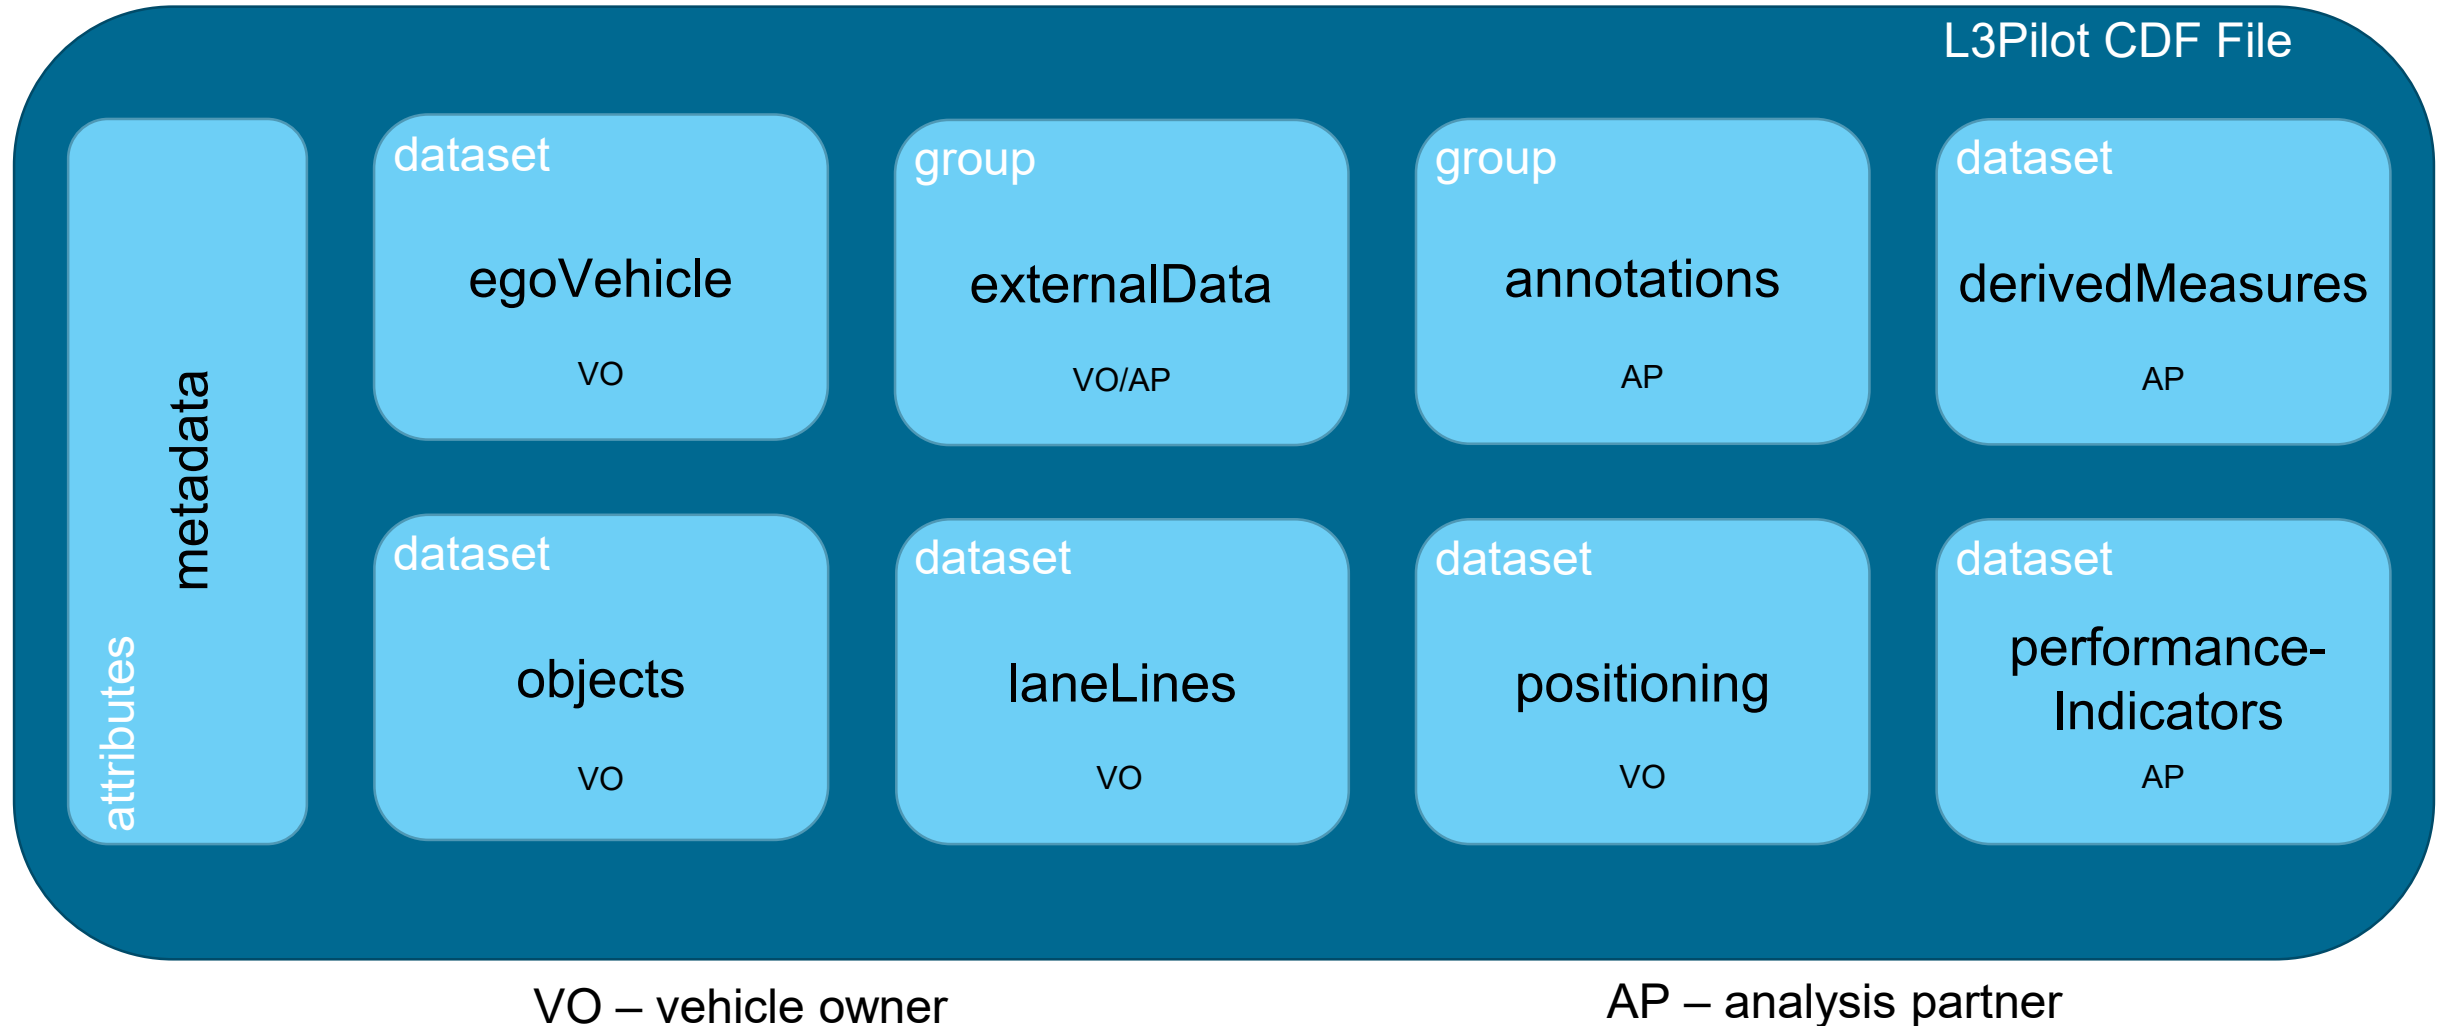 L3Pilot CDF File
attributes
metadata
dataset
egoVehicle
VO
group
externalData
VO/AP
group
annotations
AP
dataset
derivedMeasures
AP
dataset
objects
VO
dataset
laneLines
VO
dataset
positioning
VO
dataset
performance-
Indicators
AP
VO – vehicle owner
AP – analysis partner